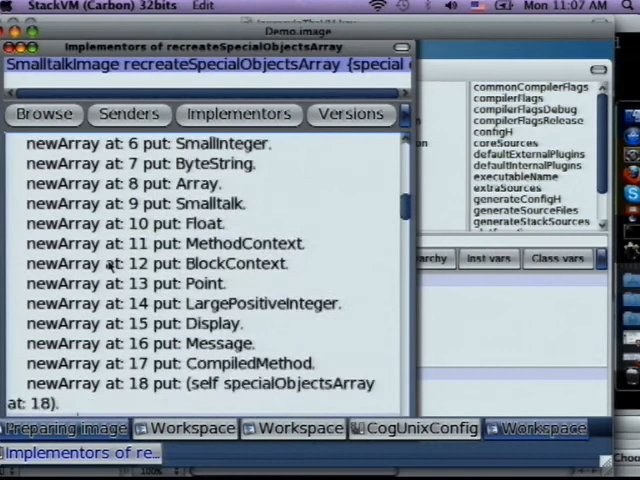 StackVM (Carbon) 32bits Edit
Mon 11:07 AM
Demo.image
Implementors of recreateSpecialObjectsArray
SmalltalkImage recreateSpecialObjectsArray {special
Browse Senders Implementors Versions
newArray at: 6 put: SmallInteger.
newArray at: 7 put: ByteString.
newArray at: 8 put: Array.
newArray at: 9 put: Smalltalk.
newArray at: 10 put: Float.
newArray at: 11 put: MethodContext.
newArray at: 12 put: BlockContext.
newArray at: 13 put: Point.
newArray at: 14 put: LargePositiveInteger.
newArray at: 15 put: Display.
newArray at: 16 put: Message.
newArray at: 17 put: CompiledMethod.
newArray at: 18 put: (self specialObjectsArray
at: 18).
commonCompilerFlags
compilerFlags
compilerFlagsDebug
compilerFlagsRelease
configH
coreSources
defaultExternalPlugins
defaultInternalPlugins
executableName
extraSources
generateConfigH
generateSourceFiles
generateStackSources
archy Inst vars Class vars
Preparing image Workspace Workspace CogUnixConfig Workspace
Implementors of re...
100%
Choo